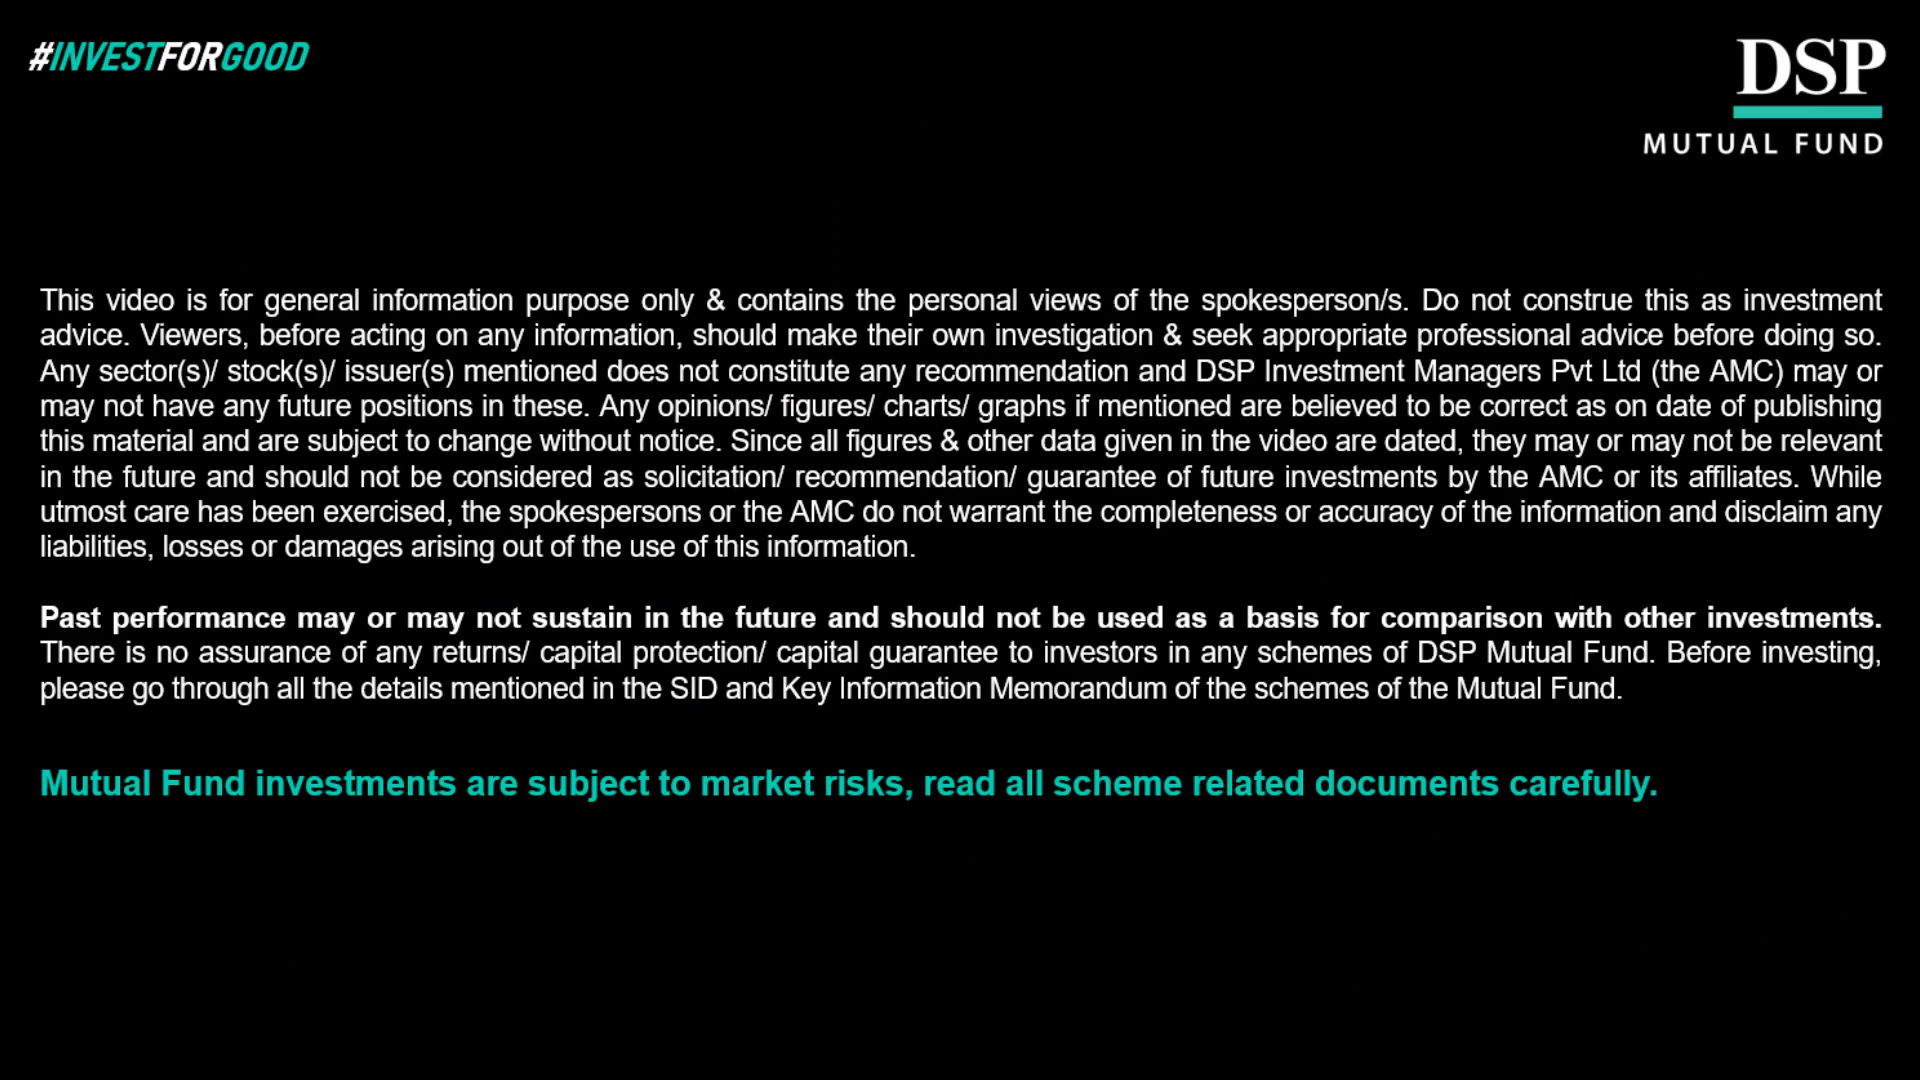 #INVESTFORGOOD
DSP
MUTUAL FUND
This video is for general information purpose only & contains the personal views of the spokesperson/s. Do not construe this as investment
advice. Viewers, before acting on any information, should make their own investigation & seek appropriate professional advice before doing so.
Any sector(s)/ stock(s)/ issuer(s) mentioned does not constitute any recommendation and DSP Investment Managers Pvt Ltd (the AMC) may or
may not have any future positions in these. Any opinions/ figures/ charts/ graphs if mentioned are believed to be correct as on date of publishing
this material and are subject to change without notice. Since all figures & other data given in the video are dated, they may or may not be relevant
in the future and should not be considered as solicitation/ recommendation/ guarantee of future investments by the AMC or its affiliates. While
utmost care has been exercised, the spokespersons or the AMC do not warrant the completeness or accuracy of the information and disclaim any
liabilities, losses or damages arising out of the use of this information.
Past performance may or may not sustain in the future and should not be used as a basis for comparison with other investments.
There is no assurance of any returns/ capital protection/ capital guarantee to investors in any schemes of DSP Mutual Fund. Before investing,
please go through all the details mentioned in the SID and Key Information Memorandum of the schemes of the Mutual Fund.
Mutual Fund investments are subject to market risks, read all scheme related documents carefully.